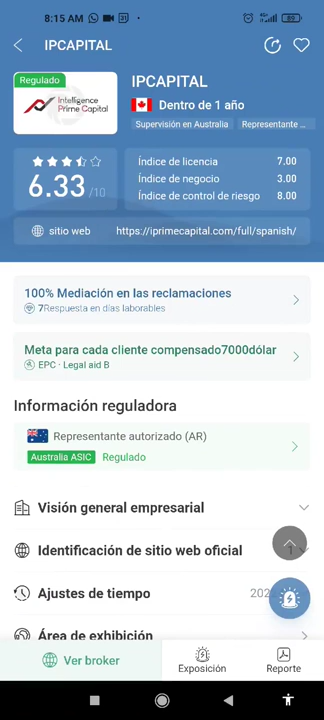 8:15 AM
IPCAPITAL
Regulado
Intelligence
Prime Capital
IPCAPITAL
Dentro de 1 año
Supervisión en Australia
Representante ...
6.33 /10
Índice de licencia 7.00
Índice de negocio 3.00
Índice de control de riesgo 8.00
sitio web https://iprimecapital.com/full/spanish/
100% Mediación en las reclamaciones
7Respuesta en días laborables
Meta para cada cliente compensado7000dólar
EPC · Legal aid B
Información reguladora
Representante autorizado (AR)
Australia ASIC Regulado
Visión general empresarial
Identificación de sitio web oficial 1
Ajustes de tiempo
Área de exhibición
Ver broker
Exposición
Reporte